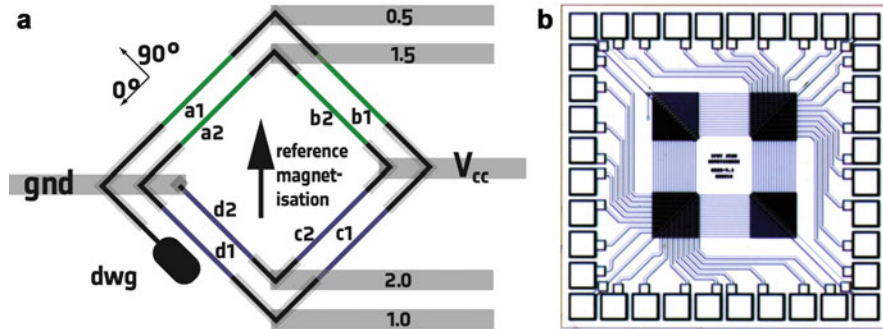 a
90°
0°
a1
a2
b2
b1
0.5
1.5
reference
magnet-
isation
gnd
Vcc
d2
d1
c2
c1
dwg
2.0
1.0
b